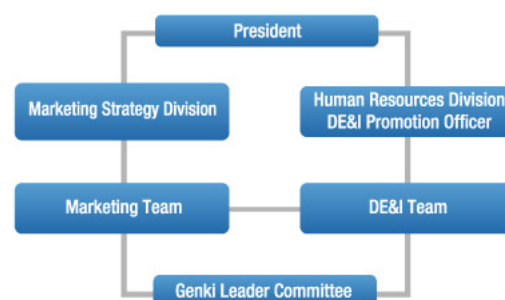 President
Marketing Strategy Division
Human Resources Division
DE&I Promotion Officer
Marketing Team
DE&I Team
Genki Leader Committee